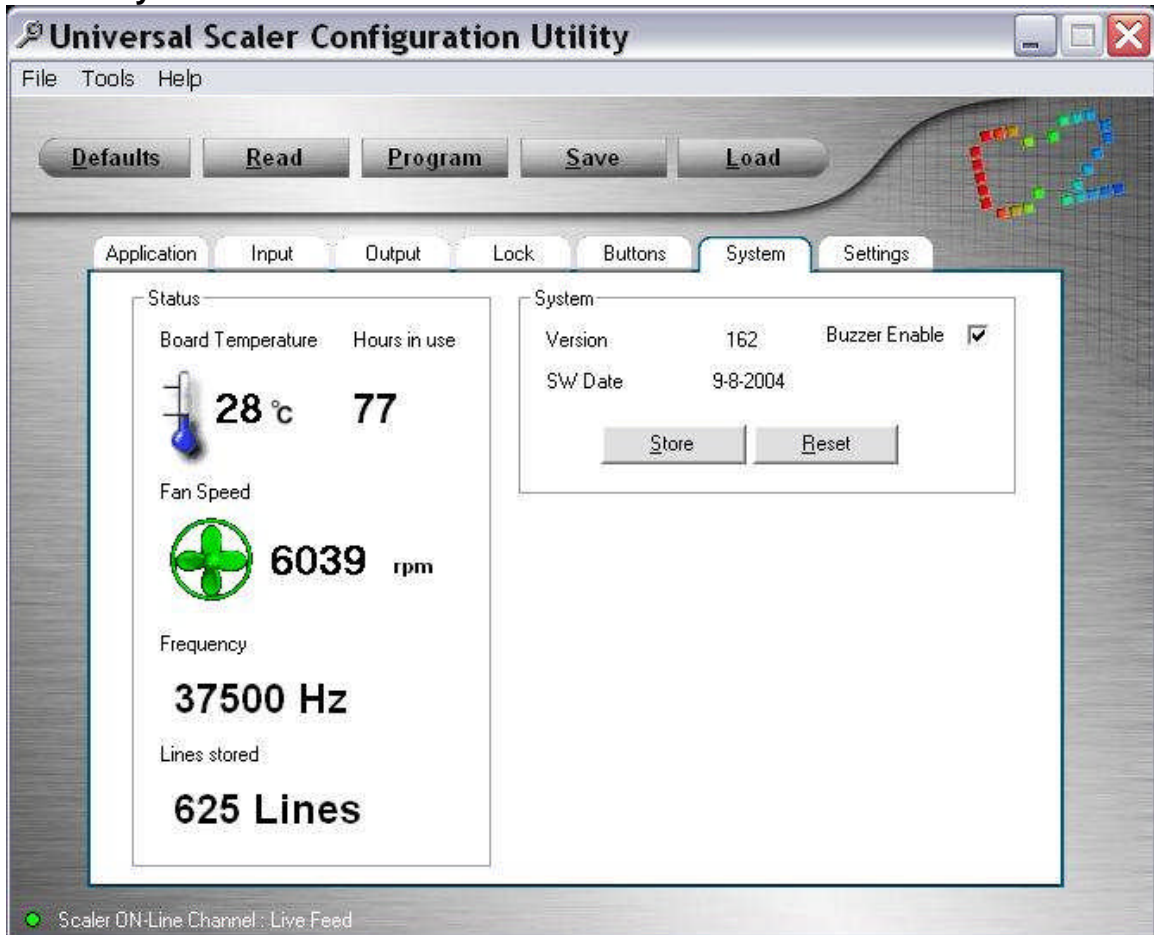 Universal Scaler Configuration Utility
File Tools Help
Defaults Read Program Save Load
C2
Application Input Output Lock Buttons System Settings
Status
Board Temperature Hours in use
28 °C 77
Fan Speed
6039 rpm
Frequency
37500 Hz
Lines stored
625 Lines
System
Version 162 Buzzer Enable
SW Date 9-8-2004
Store Reset
Scaler ON-Line Channel : Live Feed